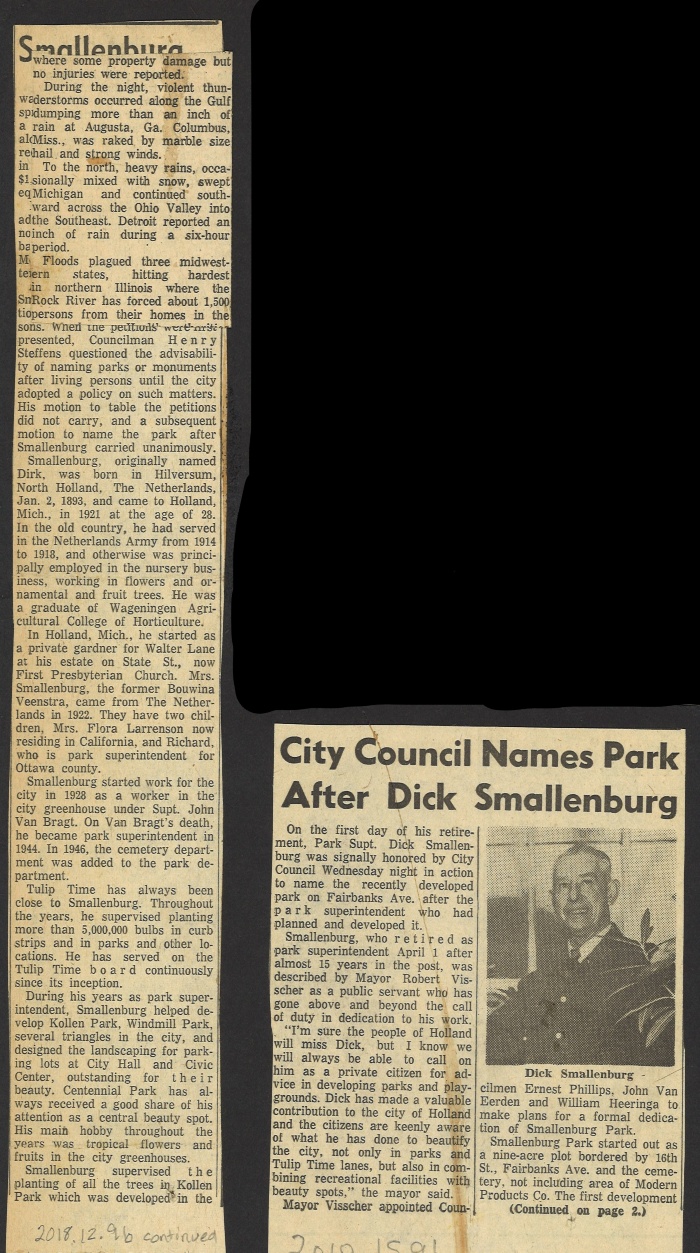 Smallenburg
where some property damage but
no injuries were reported.
During the night, violent thun-
derstorms occurred along the Gulf
dumping more than an inch of
rain at Augusta, Ga. Columbus,
Miss., was raked by marble size
hail and strong winds.
To the north, heavy rains, occa-
sionally mixed with snow, swept
Michigan and continued south-
ward across the Ohio Valley into
the Southeast. Detroit reported an
inch of rain during a six-hour
period.
Floods plagued three midwest-
ern states, hitting hardest
in northern Illinois where the
Rock River has forced about 1,500
persons from their homes in the
sons. When the petitions were
presented, Councilman Henry
Steffens questioned the advisabili-
ty of naming parks or monuments
after living persons until the city
adopted a policy on such matters.
His motion to table the petitions
did not carry, and a subsequent
motion to name the park after
Smallenburg carried unanimously.
Smallenburg, originally named
Dirk, was born in Hilversum,
North Holland, The Netherlands,
Jan. 2, 1893, and came to Holland,
Mich., in 1921 at the age of 28.
In the old country, he had served
in the Netherlands Army from 1914
to 1918, and otherwise was princi-
pally employed in the nursery bus-
iness, working in flowers and or-
namental and fruit trees. He was
a graduate of Wageningen Agri-
cultural College of Horticulture.
In Holland, Mich., he started as
a private gardner for Walter Lane
at his estate on State St., now
First Presbyterian Church. Mrs.
Smallenburg, the former Bouwina
Veenstra, came from The Nether-
lands in 1922. They have two chil-
dren, Mrs. Flora Larrenson now
residing in California, and Richard,
who is park superintendent for
Ottawa county.
Smallenburg started work for the
city in 1928 as a worker in the
city greenhouse under Supt. John
Van Bragt. On Van Bragt's death,
he became park superintendent in
1944. In 1946, the cemetery depart-
ment was added to the park de-
partment.
Tulip Time has always been
close to Smallenburg. Throughout
the years, he supervised planting
more than 5,000,000 bulbs in curb
strips and in parks and other lo-
cations. He has served on the
Tulip Time board continuously
since its inception.
During his years as park super-
intendent, Smallenburg helped de-
velop Kollen Park, Windmill Park,
several triangles in the city, and
designed the landscaping for park-
ing lots at City Hall and Civic
Center, outstanding for their
beauty. Centennial Park has al-
ways received a good share of his
attention as a central beauty spot.
His main hobby throughout the
years was tropical flowers and
fruits in the city greenhouses.
Smallenburg supervised the
planting of all the trees in Kollen
Park which was developed in the
2018.12.96 continued
City Council Names Park
After Dick Smallenburg
On the first day of his retire-
ment, Park Supt. Dick Smallen-
burg was signally honored by City
Council Wednesday night in action
to name the recently developed
park on Fairbanks Ave. after the
park superintendent who had
planned and developed it.
Smallenburg, who retired as
park superintendent April 1 after
almost 15 years in the post, was
described by Mayor Robert Vis-
scher as a public servant who has
gone above and beyond the call
of duty in dedication to his work.
"I'm sure the people of Holland
will miss Dick, but I know we
will always be able to call on
him as a private citizen for ad-
vice in developing parks and play-
grounds. Dick has made a valuable
contribution to the city of Holland
and the citizens are keenly aware
of what he has done to beautify
the city, not only in parks and
Tulip Time lanes, but also in com-
bining recreational facilities with
beauty spots," the mayor said.
Mayor Visscher appointed Coun-
Dick Smallenburg
cilmen Ernest Phillips, John Van
Eerden and William Heeringa to
make plans for a formal dedica-
tion of Smallenburg Park.
Smallenburg Park started out as
a nine-acre plot bordered by 16th
St., Fairbanks Ave. and the ceme-
tery, not including area of Modern
Products Co. The first development
(Continued on page 2.)